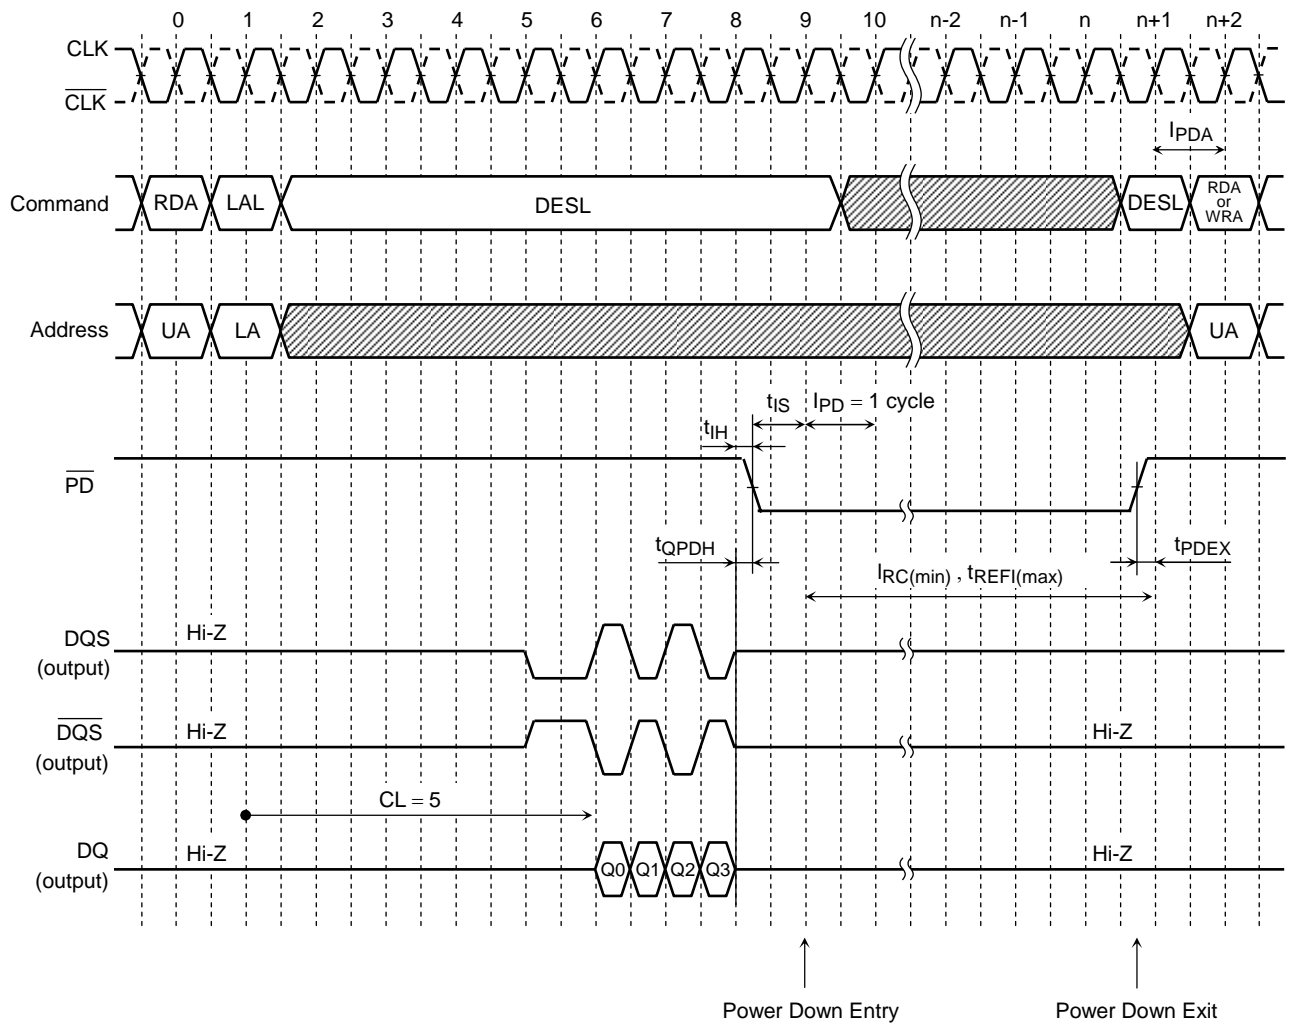 0 1 2 3 4 5 6 7 8 9 10 n-2 n-1 n n+1 n+2
CLK
CLK
IPDA
Command RDA LAL DESL DESL RDA or WRA
Address UA LA UA
tIS IPD = 1 cycle
tIH
PD
tQPDH tPDEX
IRC(min) , tREFI(max)
DQS Hi-Z
(output)
DQS Hi-Z Hi-Z
(output)
CL = 5
DQ Hi-Z Hi-Z
(output) Q0 Q1 Q2 Q3
Power Down Entry Power Down Exit